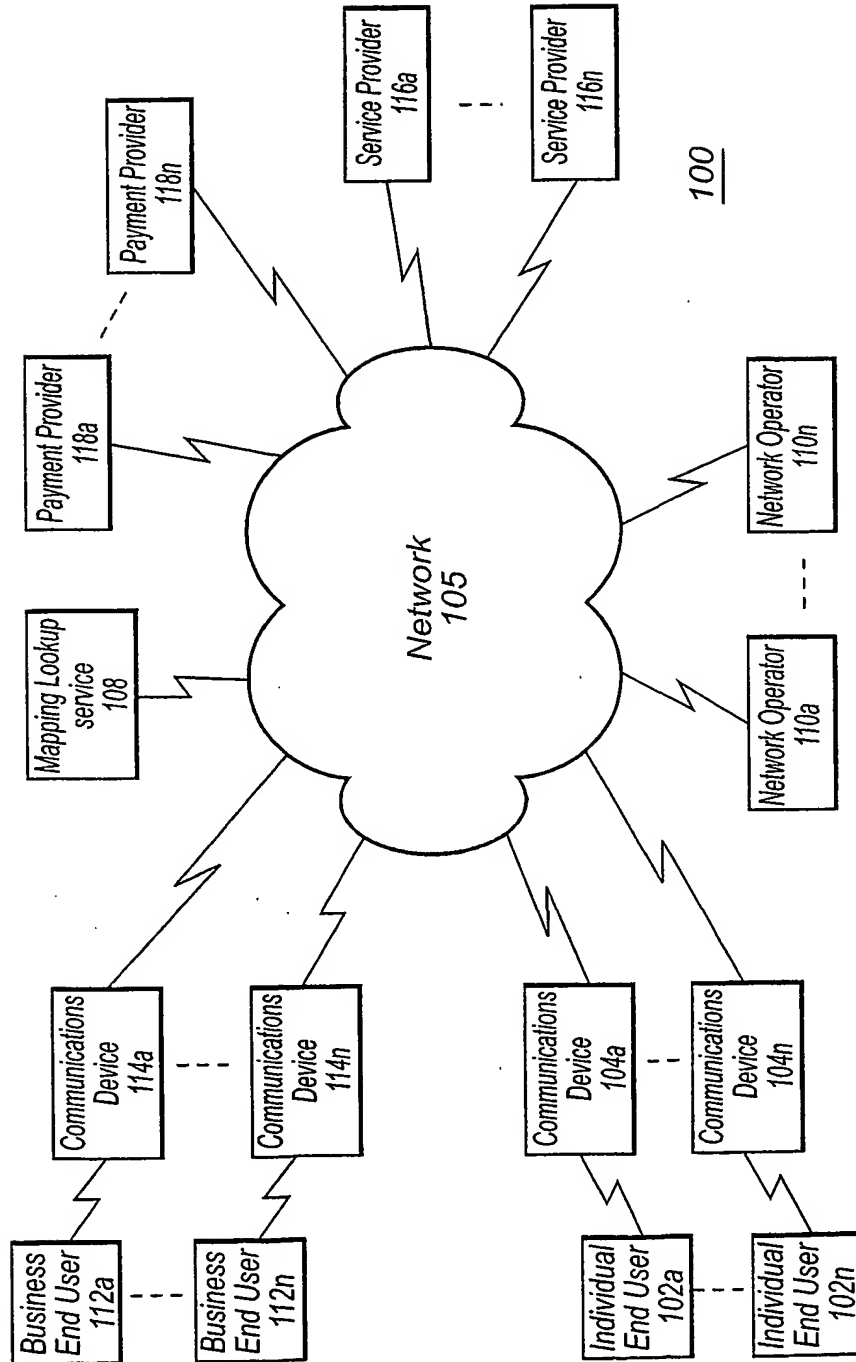 Business
End User
112a
Business
End User
112n
Individual
End User
102a
Individual
End User
102n
Communications
Device
114a
Communications
Device
114n
Communications
Device
104a
Communications
Device
104n
Mapping Lookup
service
108
Payment Provider
118a
Payment Provider
118n
Network
105
Network Operator
110a
Network Operator
110n
Service Provider
116a
Service Provider
116n
100